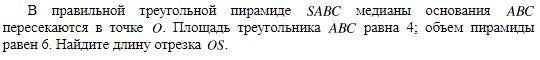 В правильной треугольной пирамиде SABC медианы основания ABC
пересекаются в точке O. Площадь треугольника ABC равна 4; объем пирамиды
равен 6. Найдите длину отрезка OS.